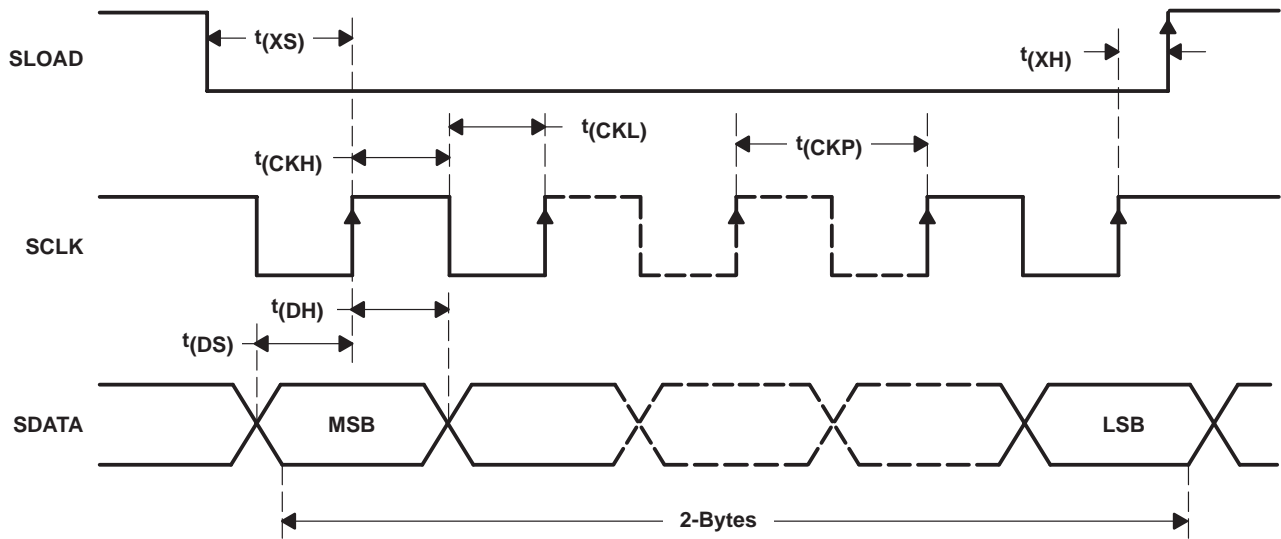 t(XS)
SLOAD
t(XH)
t(CKL)
t(CKH)
t(CKP)
SCLK
t(DH)
t(DS)
SDATA
MSB
LSB
2-Bytes